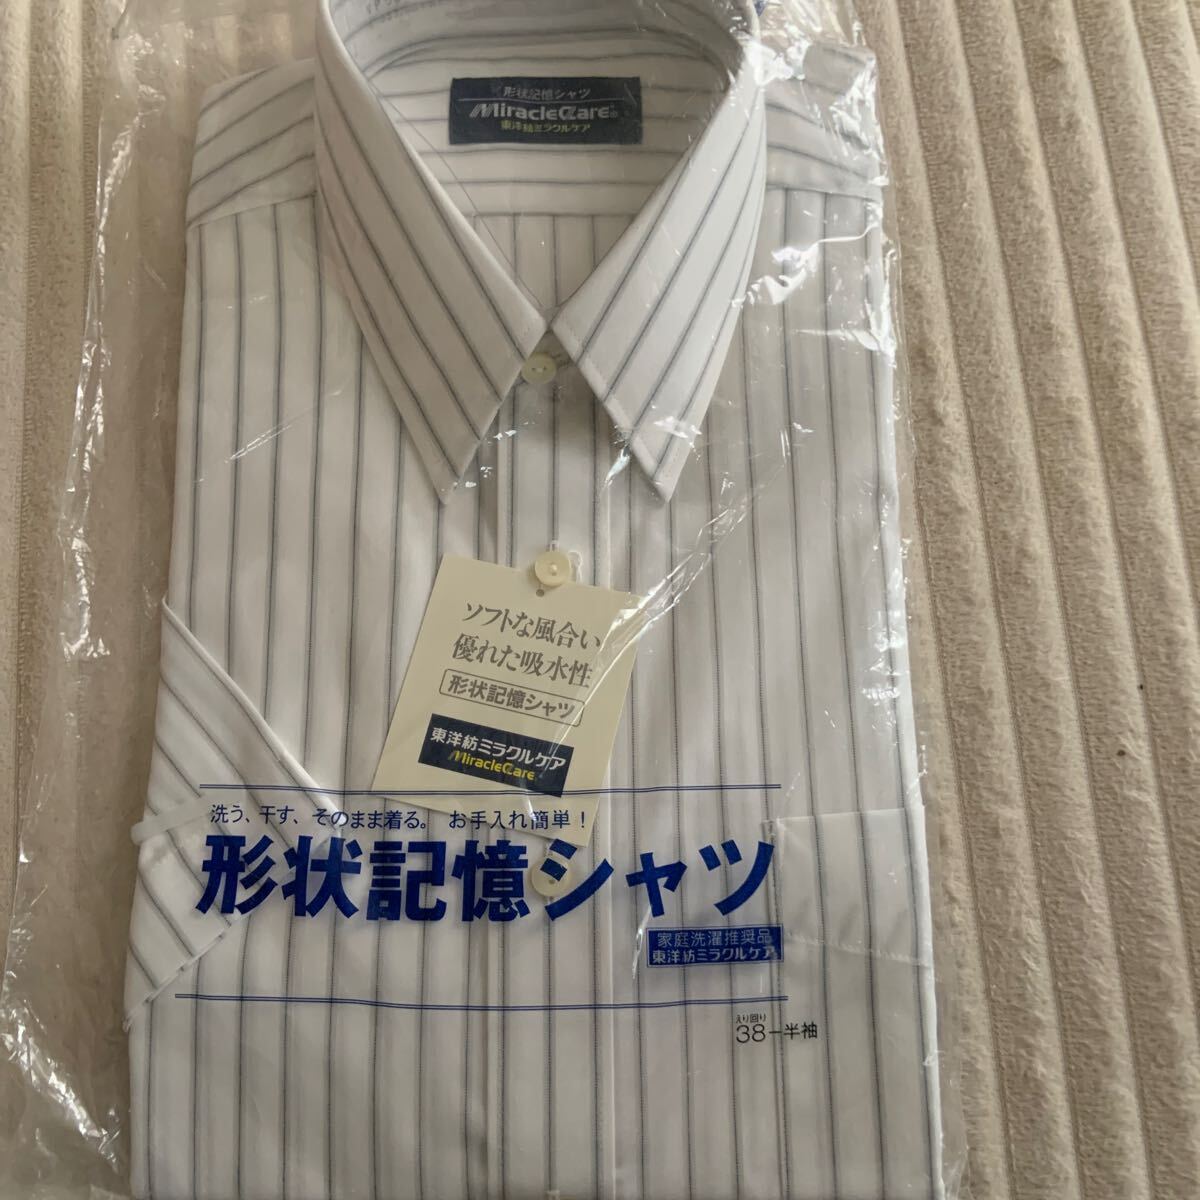 形状記憶シャツ
MiracleCare®
東洋紡ミラクルケア
ソフトな風合い
優れた吸水性
形状記憶シャツ
東洋紡ミラクルケア
MiracleCare
洗う、干す、そのまま着る。 お手入れ簡単！
形状記憶シャツ
家庭洗濯推奨品
東洋紡ミラクルケア
えり回り
38-半袖